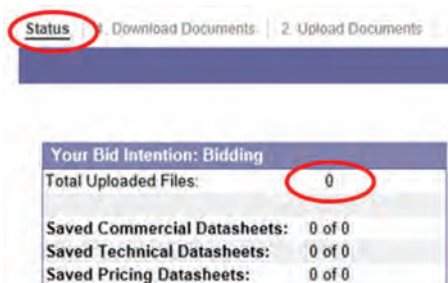 Status 1. Download Documents 2. Upload Documents
Your Bid Intention: Bidding
Total Uploaded Files: 0
Saved Commercial Datasheets: 0 of 0
Saved Technical Datasheets: 0 of 0
Saved Pricing Datasheets: 0 of 0